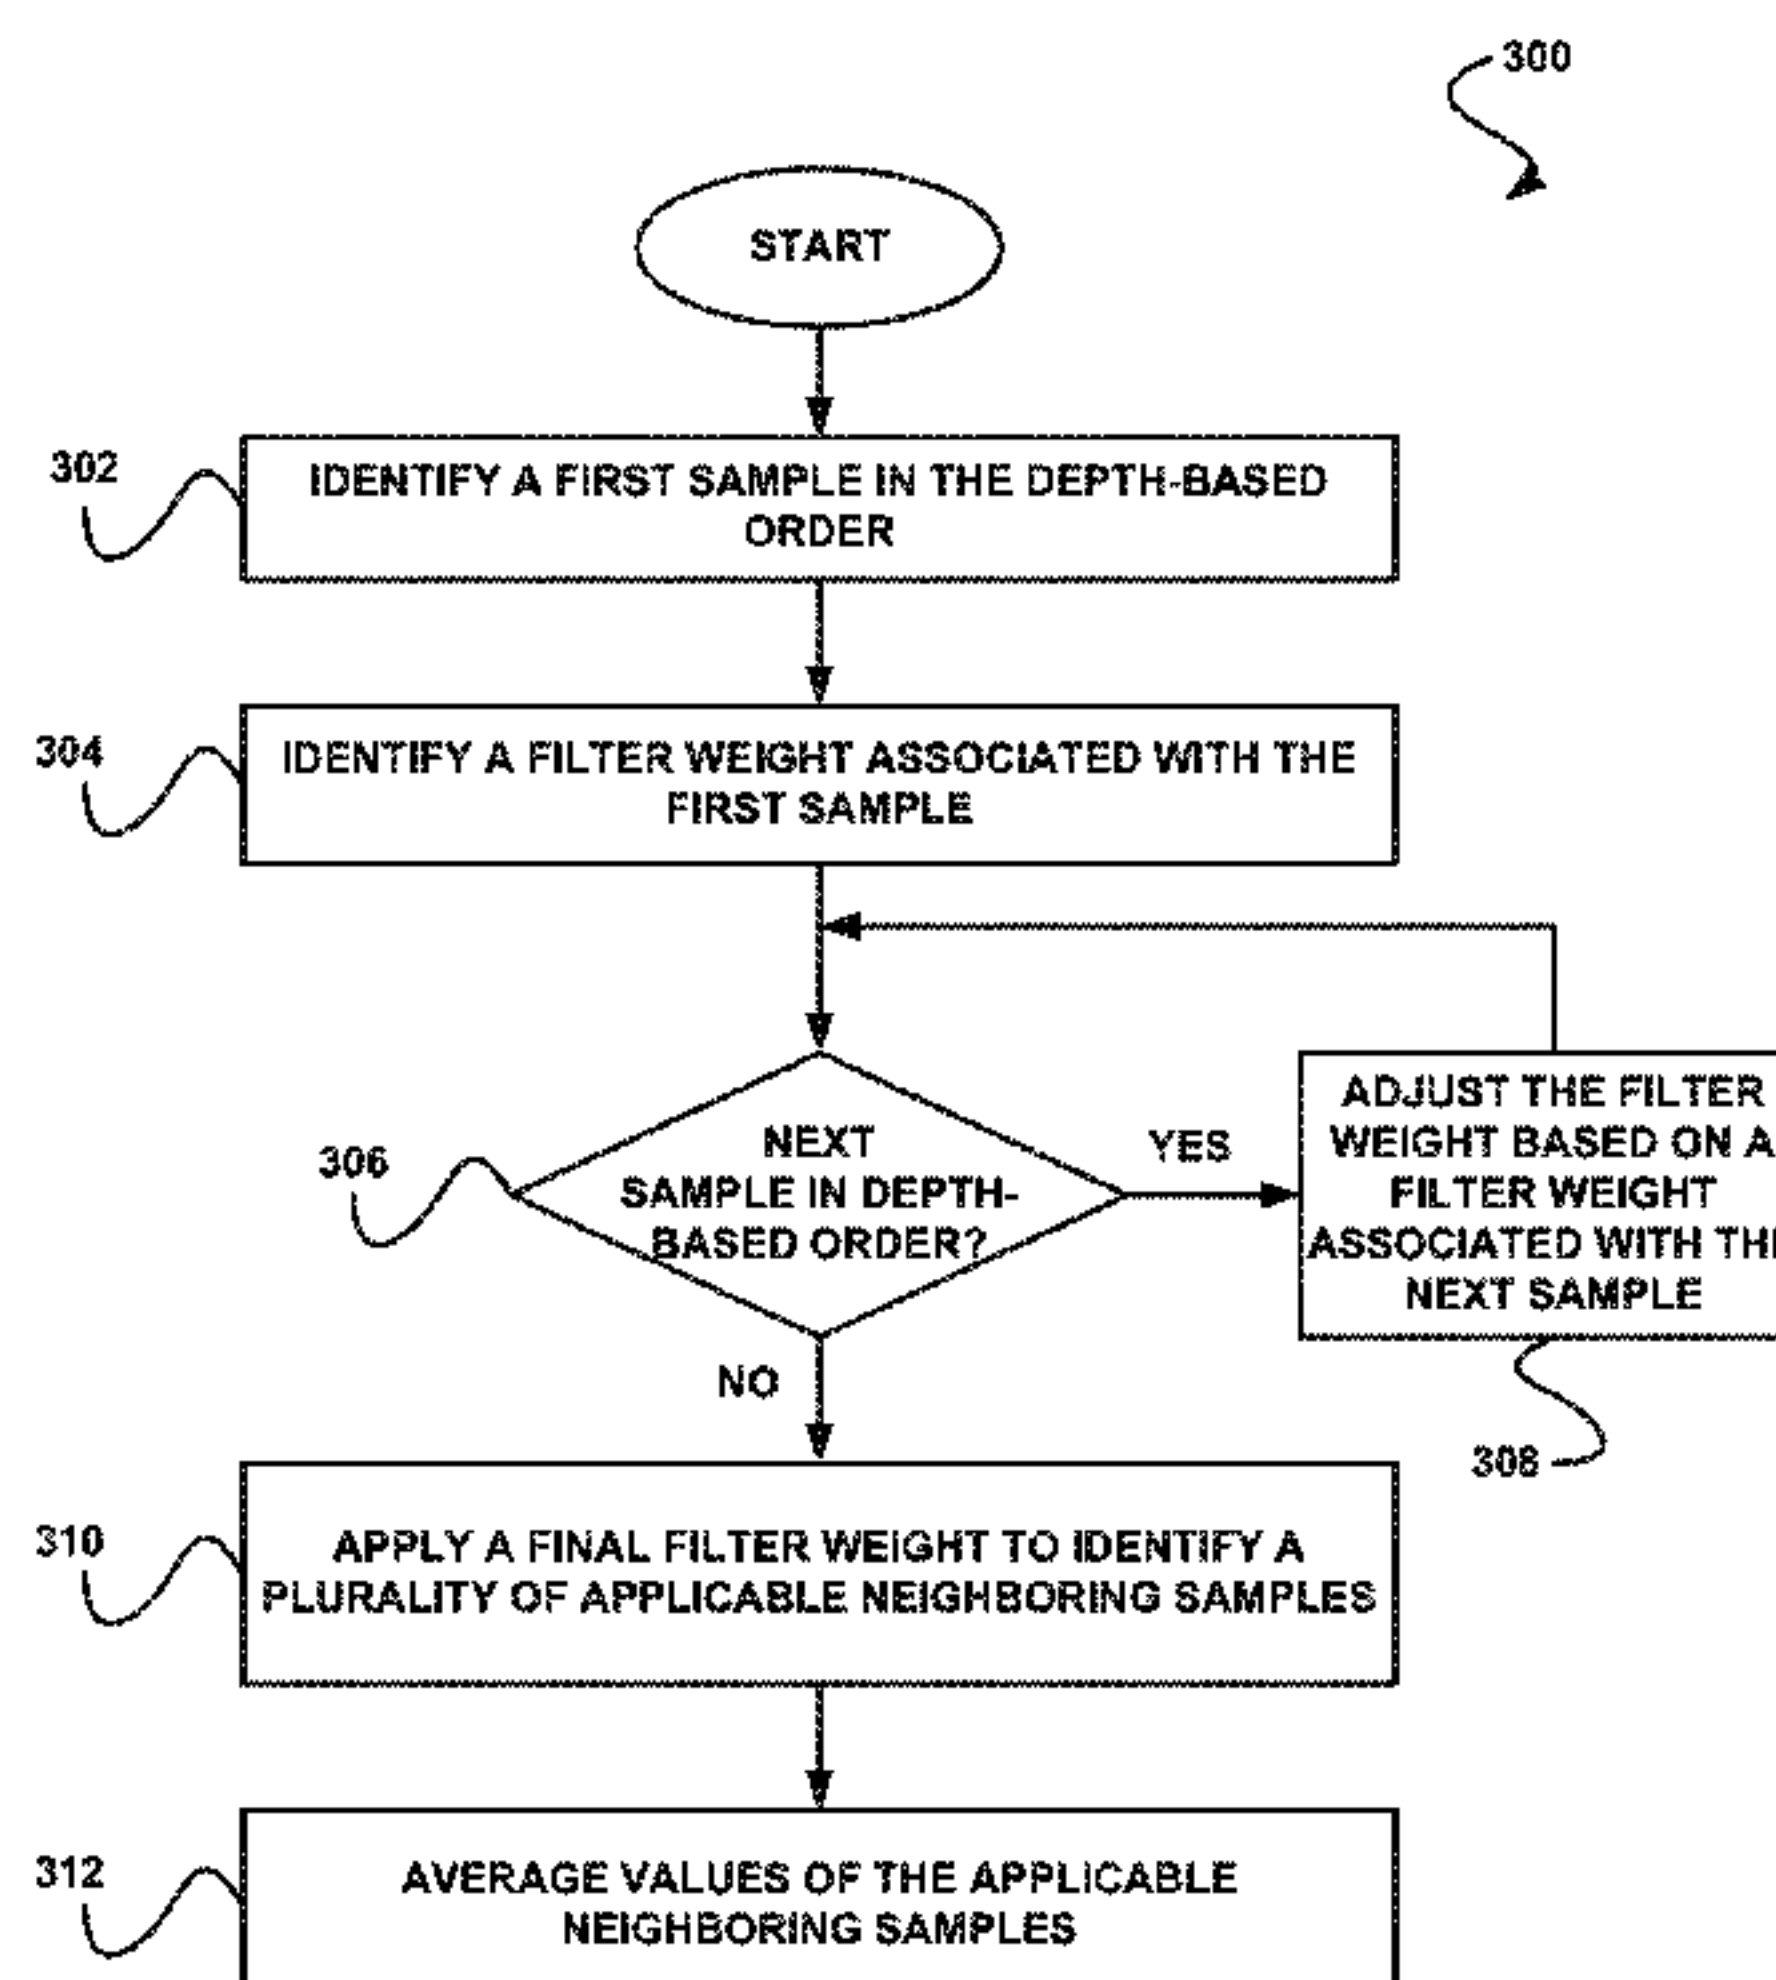 300
START
302
IDENTIFY A FIRST SAMPLE IN THE DEPTH-BASED
ORDER
304
IDENTIFY A FILTER WEIGHT ASSOCIATED WITH THE
FIRST SAMPLE
306
NEXT
SAMPLE IN DEPTH-
BASED ORDER?
YES
ADJUST THE FILTER
WEIGHT BASED ON A
FILTER WEIGHT
ASSOCIATED WITH THE
NEXT SAMPLE
308
NO
310
APPLY A FINAL FILTER WEIGHT TO IDENTIFY A
PLURALITY OF APPLICABLE NEIGHBORING SAMPLES
312
AVERAGE VALUES OF THE APPLICABLE
NEIGHBORING SAMPLES